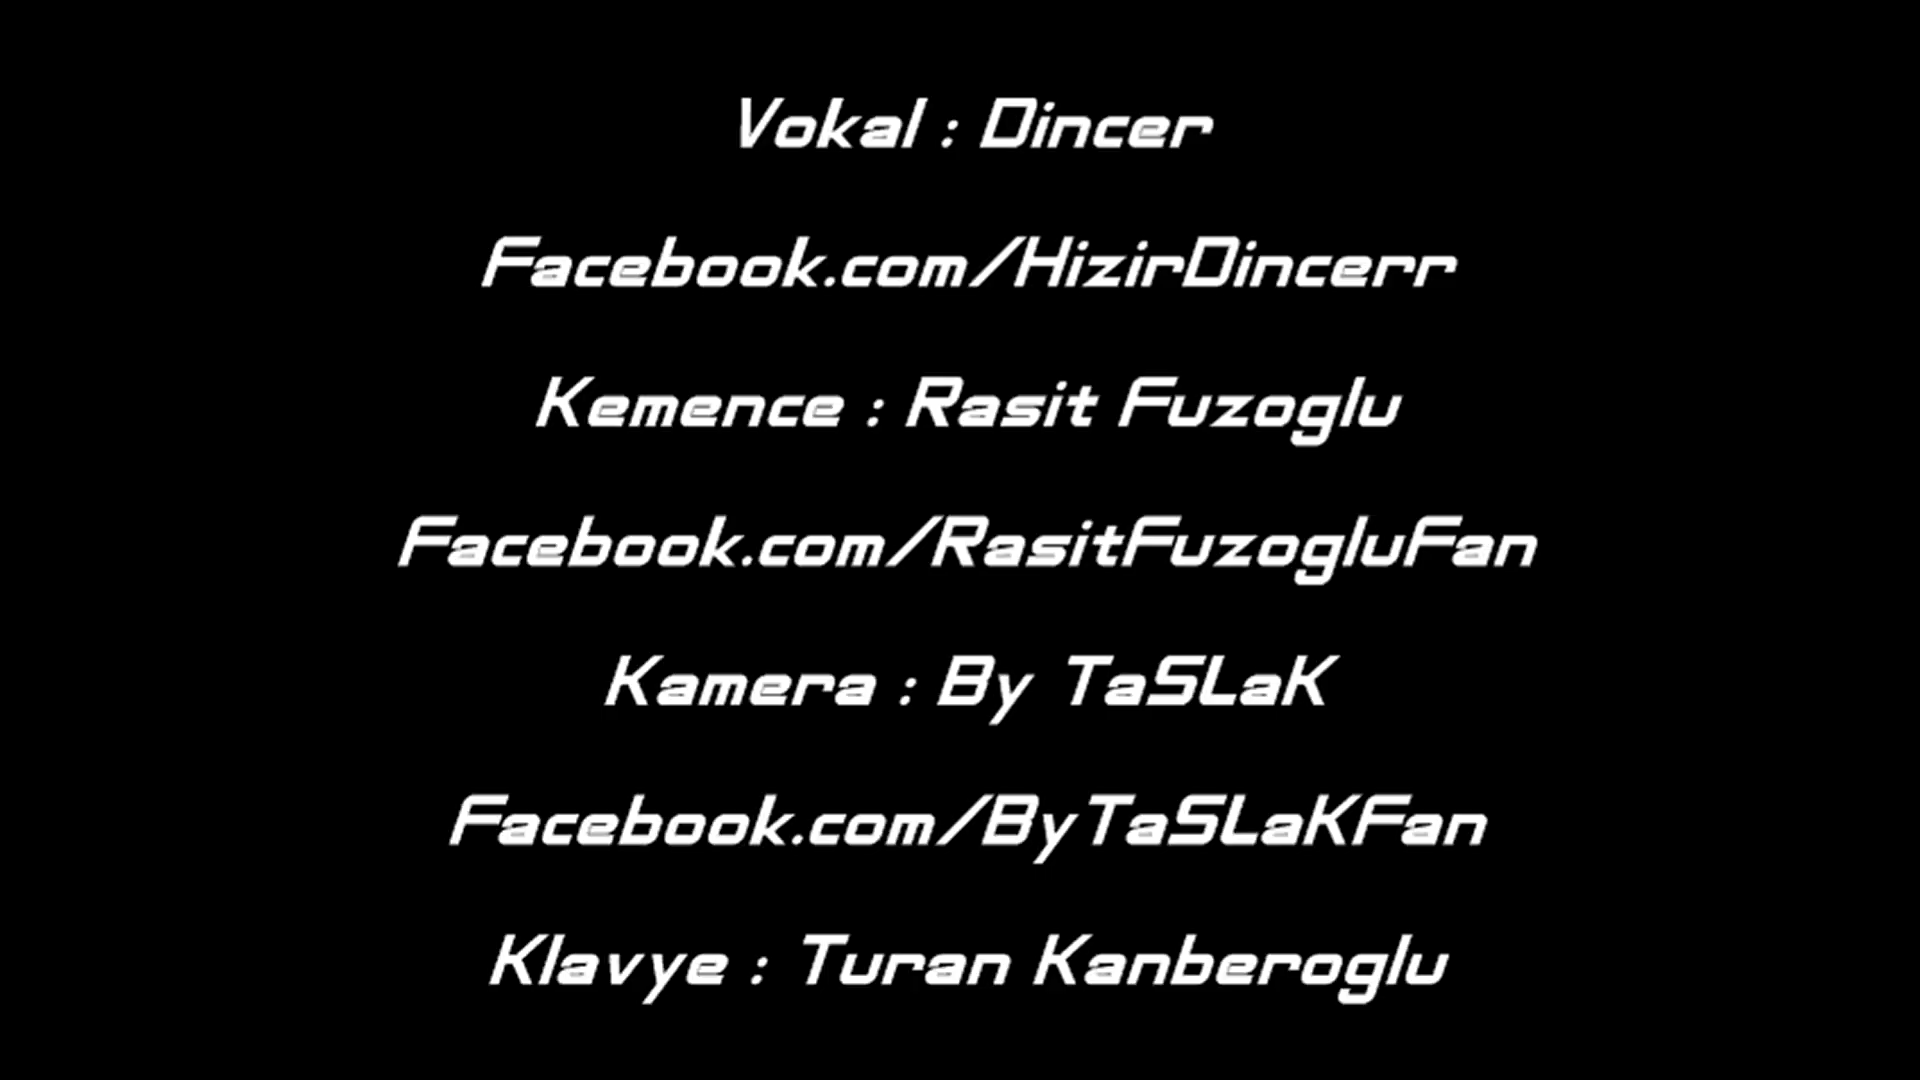 Vokal : Dincer
Facebook.com/HizirDincerr
Kemence : Rasit Fuzoglu
Facebook.com/RasitFuzogluFan
Kamera : By TaSLaK
Facebook.com/ByTaSLaKFan
Klavye : Turan Kanberoglu